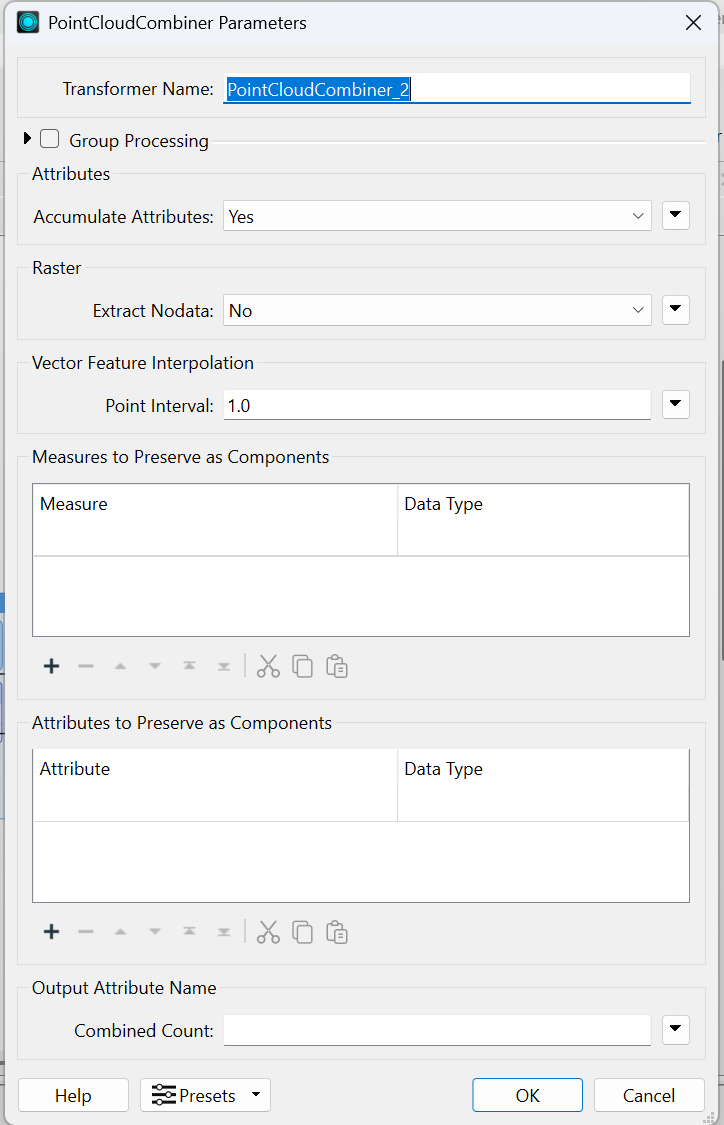 PointCloudCombiner Parameters
Transformer Name: PointCloudCombiner_2
Group Processing
Attributes
Accumulate Attributes: Yes
Raster
Extract Nodata: No
Vector Feature Interpolation
Point Interval: 1.0
Measures to Preserve as Components
Measure Data Type
Attributes to Preserve as Components
Attribute Data Type
Output Attribute Name
Combined Count:
Help Presets OK Cancel